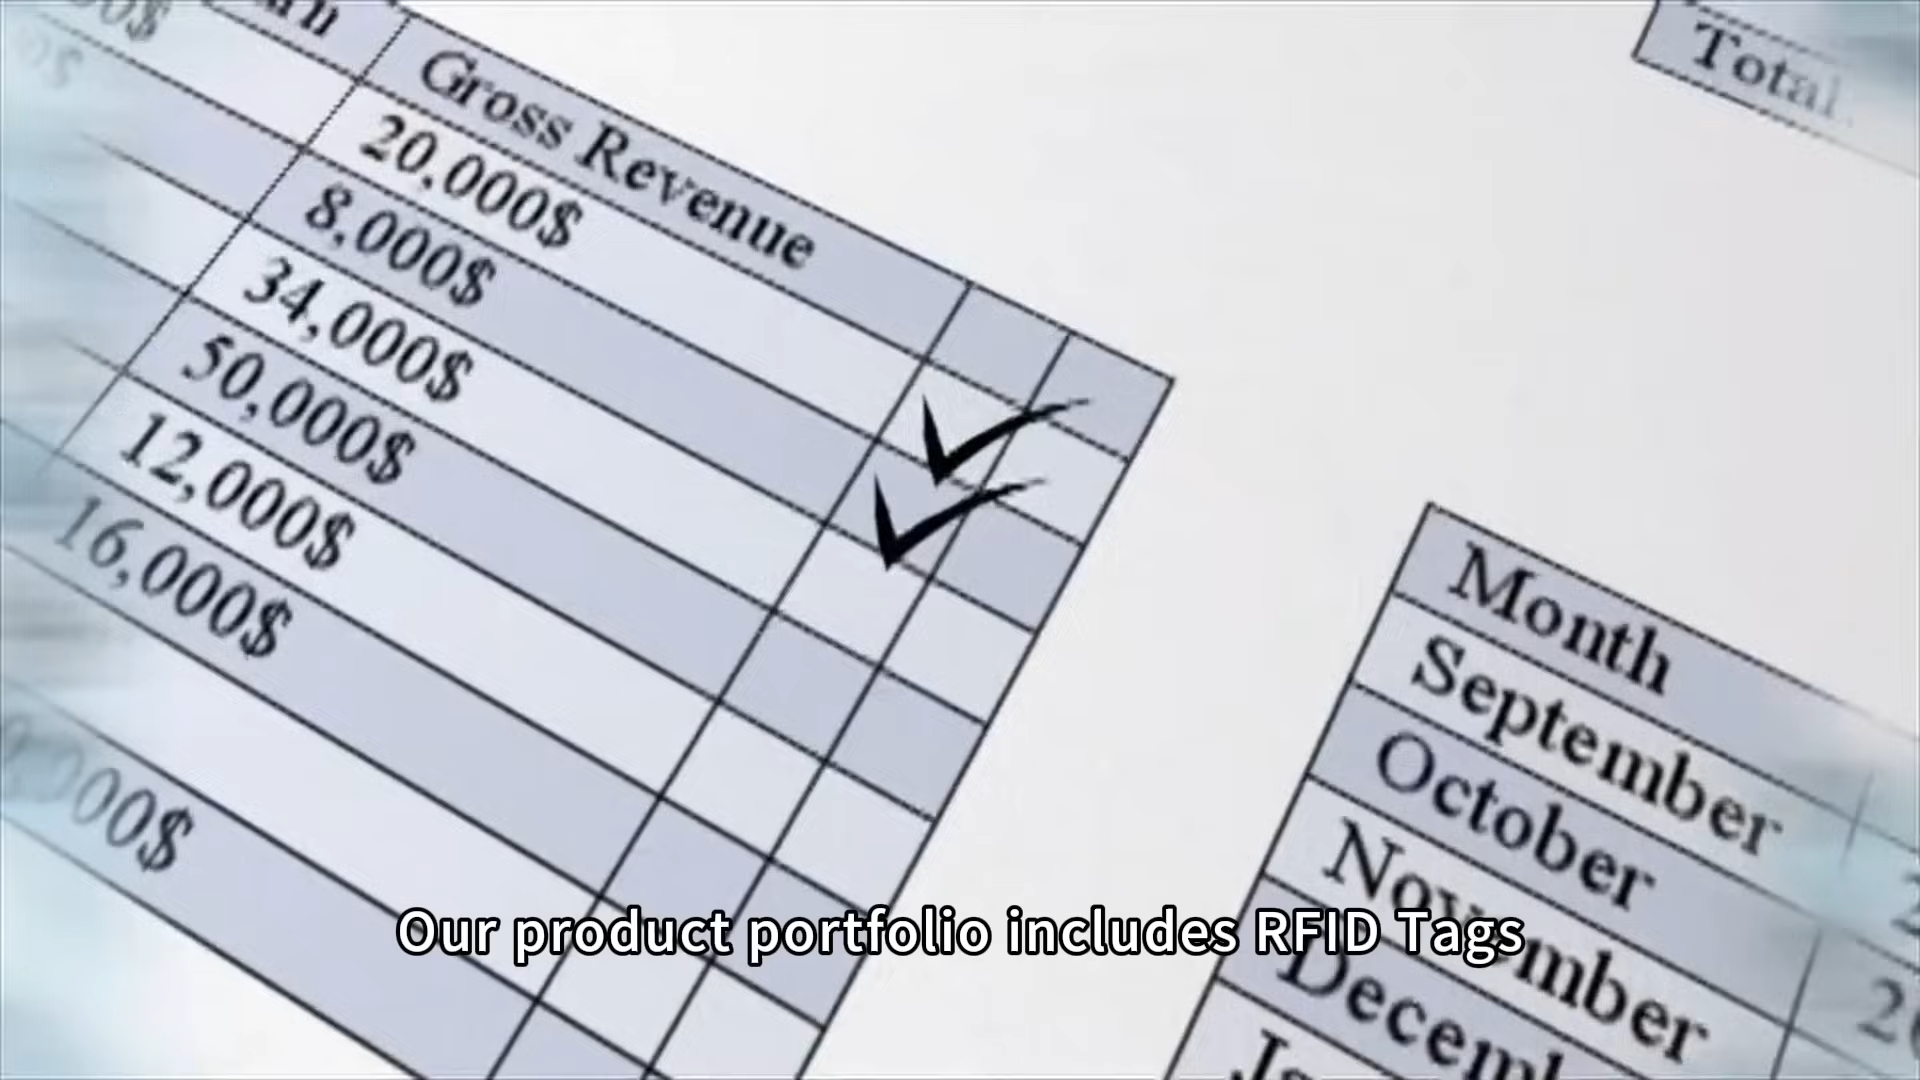 Gross Revenue
20,000$
8,000$
34,000$
50,000$
12,000$
16,000$
Total
Month
September
October
November
Our product portfolio includes RFID Tags